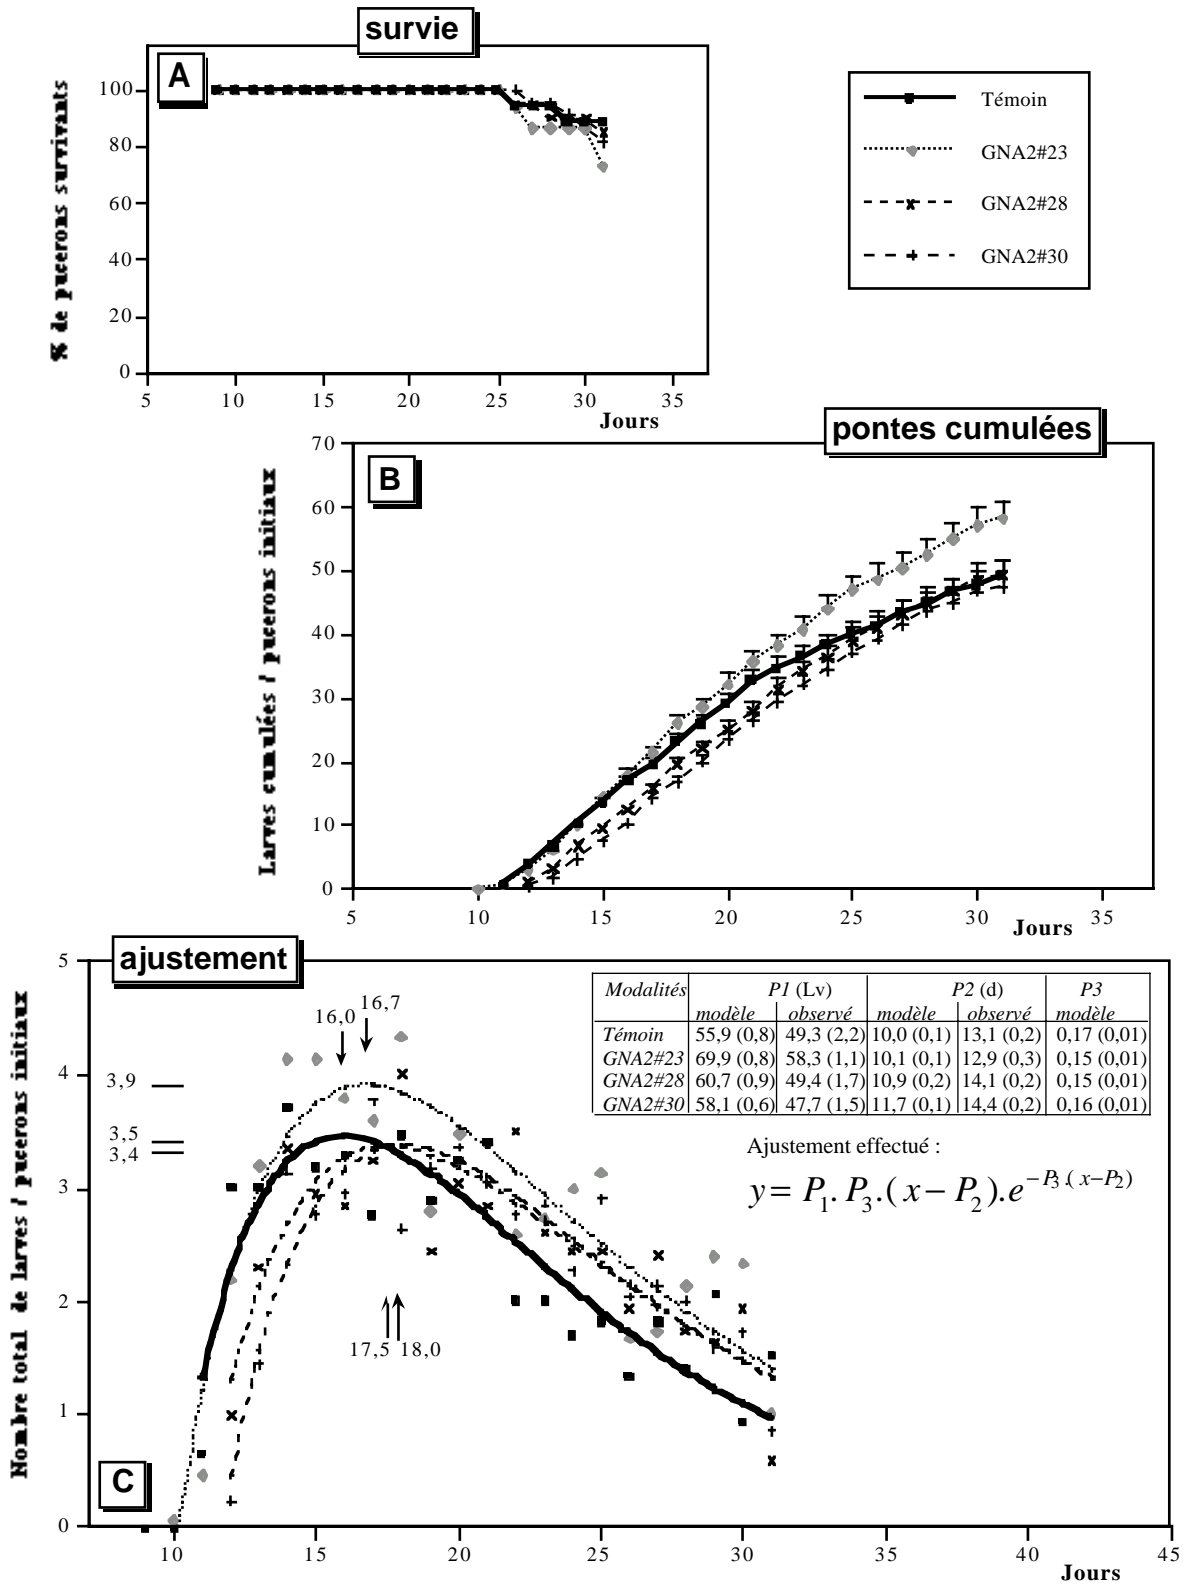 survie
A
% de pucerons survivants
100
80
60
40
20
0
5 10 15 20 25 30 35
Jours
Témoin
GNA2#23
GNA2#28
GNA2#30
pontes cumulées
B
Larves cumulées / pucerons initiaux
70
60
50
40
30
20
10
0
5 10 15 20 25 30 35
Jours
ajustement
C
Nombre total de larves / pucerons initiaux
5
4
3,9
3,5
3,4
3
2
1
0
16,0
16,7
17,5 18,0
Modalités P1 (Lv) P2 (d) P3
modèle observé modèle observé modèle
Témoin 55,9 (0,8) 49,3 (2,2) 10,0 (0,1) 13,1 (0,2) 0,17 (0,01)
GNA2#23 69,9 (0,8) 58,3 (1,1) 10,1 (0,1) 12,9 (0,3) 0,15 (0,01)
GNA2#28 60,7 (0,9) 49,4 (1,7) 10,9 (0,2) 14,1 (0,2) 0,15 (0,01)
GNA2#30 58,1 (0,6) 47,7 (1,5) 11,7 (0,1) 14,4 (0,2) 0,16 (0,01)
Ajustement effectué :
y = P₁. P₃.( x − P₂). e^{−P₃.( x−P₂)}
10 15 20 25 30 35 40 45
Jours